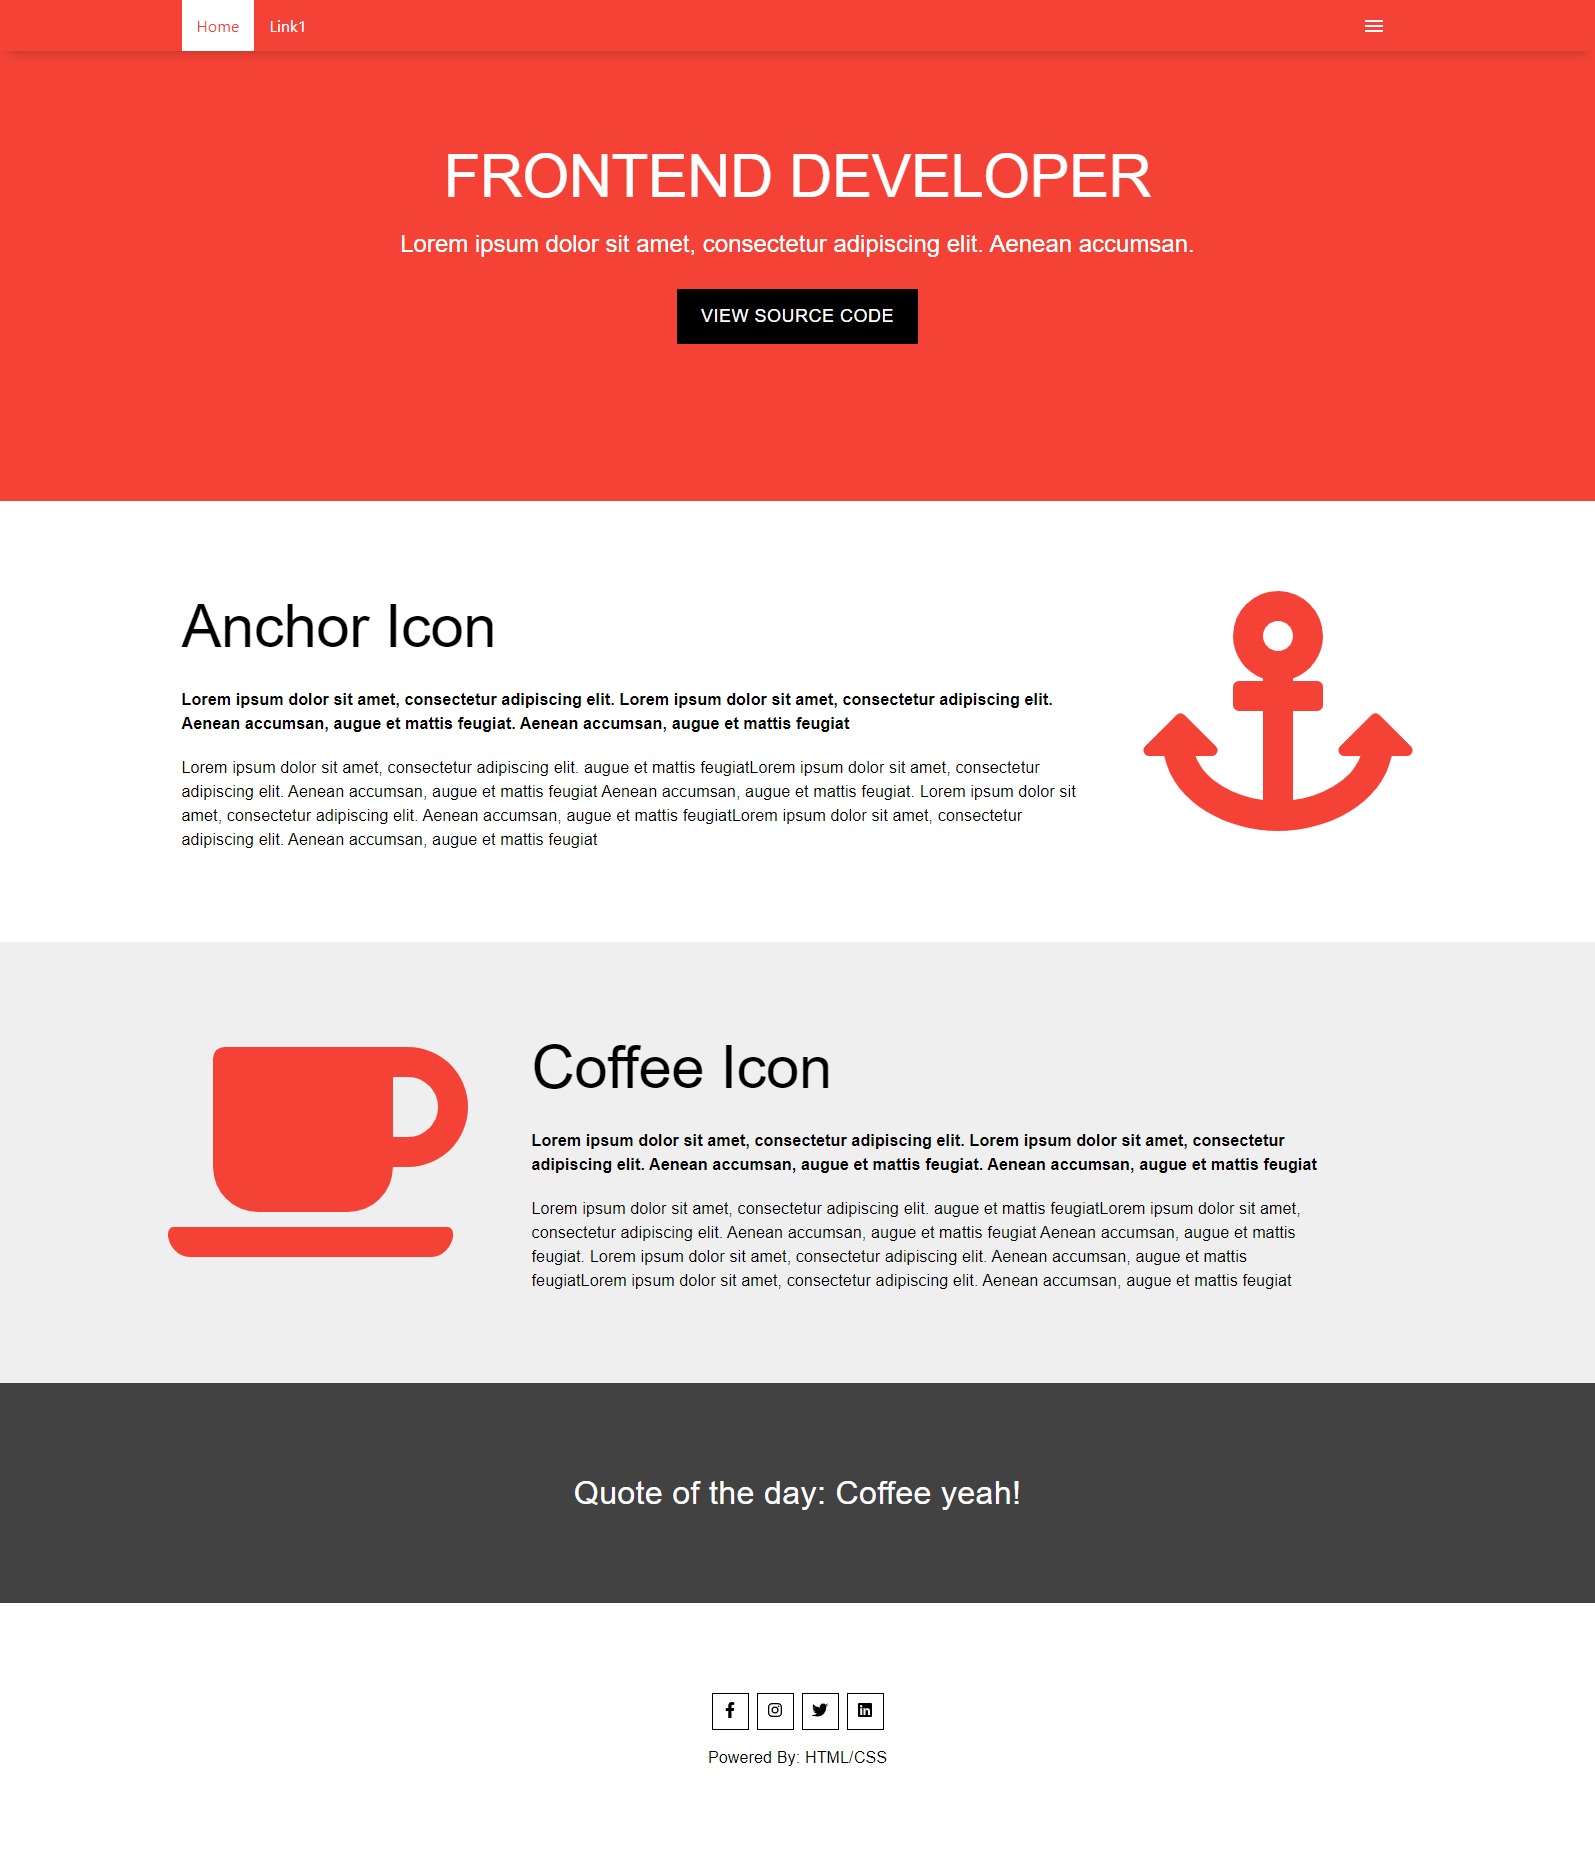 Home Link1
FRONTEND DEVELOPER
Lorem ipsum dolor sit amet, consectetur adipiscing elit. Aenean accumsan.
VIEW SOURCE CODE
Anchor Icon
Lorem ipsum dolor sit amet, consectetur adipiscing elit. Lorem ipsum dolor sit amet, consectetur adipiscing elit.
Aenean accumsan, augue et mattis feugiat. Aenean accumsan, augue et mattis feugiat
Lorem ipsum dolor sit amet, consectetur adipiscing elit. augue et mattis feugiatLorem ipsum dolor sit amet, consectetur
adipiscing elit. Aenean accumsan, augue et mattis feugiat Aenean accumsan, augue et mattis feugiat. Lorem ipsum dolor sit
amet, consectetur adipiscing elit. Aenean accumsan, augue et mattis feugiatLorem ipsum dolor sit amet, consectetur
adipiscing elit. Aenean accumsan, augue et mattis feugiat
Coffee Icon
Lorem ipsum dolor sit amet, consectetur adipiscing elit. Lorem ipsum dolor sit amet, consectetur
adipiscing elit. Aenean accumsan, augue et mattis feugiat. Aenean accumsan, augue et mattis feugiat
Lorem ipsum dolor sit amet, consectetur adipiscing elit. augue et mattis feugiatLorem ipsum dolor sit amet,
consectetur adipiscing elit. Aenean accumsan, augue et mattis feugiat Aenean accumsan, augue et mattis
feugiat. Lorem ipsum dolor sit amet, consectetur adipiscing elit. Aenean accumsan, augue et mattis
feugiatLorem ipsum dolor sit amet, consectetur adipiscing elit. Aenean accumsan, augue et mattis feugiat
Quote of the day: Coffee yeah!
Powered By: HTML/CSS